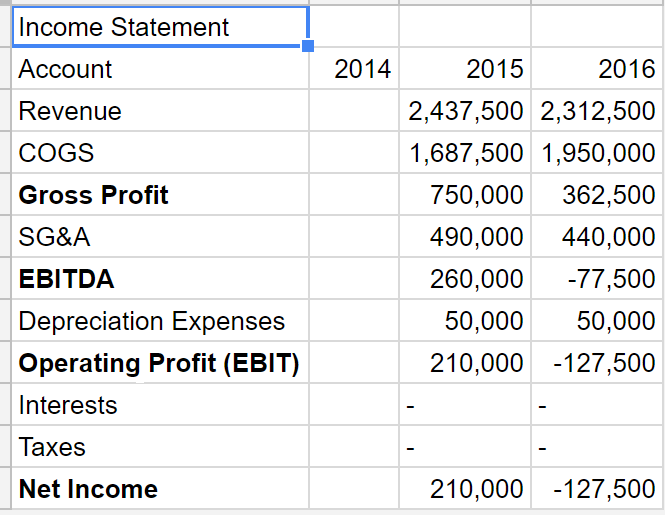 Income Statement
Account 2014 2015 2016
Revenue 2,437,500 2,312,500
COGS 1,687,500 1,950,000
Gross Profit 750,000 362,500
SG&A 490,000 440,000
EBITDA 260,000 -77,500
Depreciation Expenses 50,000 50,000
Operating Profit (EBIT) 210,000 -127,500
Interests - -
Taxes - -
Net Income 210,000 -127,500